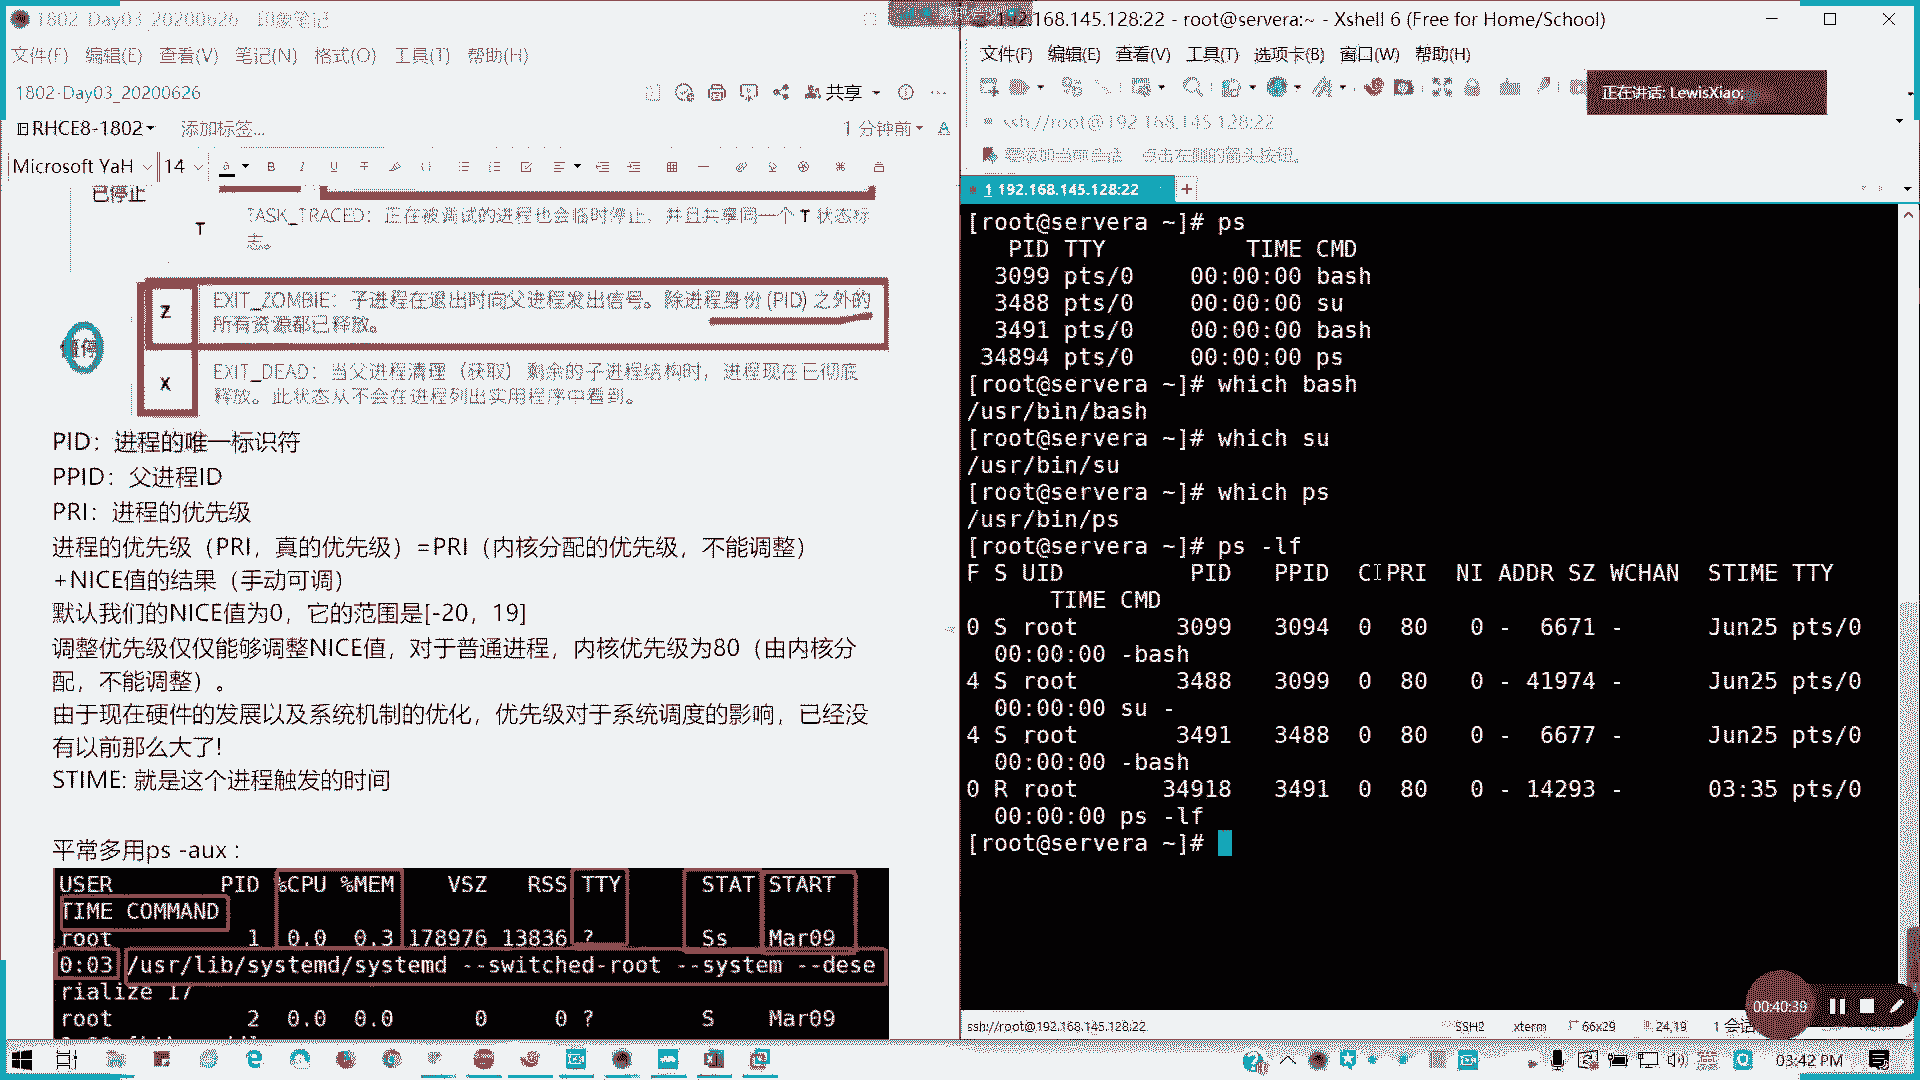 1802-Day03_20200626 - 印象笔记
文件(F) 编辑(E) 查看(V) 笔记(N) 格式(O) 工具(T) 帮助(H)
1802-Day03_20200626
共享
RHCE8-1802
添加标签...
1 分钟前
Microsoft YaH
14
已停止
T
TASK_TRACED：正在被调试的进程也会临时停止，并且共享同一个 T 状态标
志。
Z
EXIT_ZOMBIE：子进程在退出时向父进程发出信号。除进程身份 (PID) 之外的
所有资源都已释放。
X
EXIT_DEAD：当父进程清理（获取）剩余的子进程结构时，进程现在已彻底
释放。此状态从不会在进程列出实用程序中看到。
PID：进程的唯一标识符
PPID：父进程ID
PRI：进程的优先级
进程的优先级（PRI，真的优先级）=PRI（内核分配的优先级，不能调整）
+NICE值的结果（手动可调）
默认我们的NICE值为0，它的范围是[-20，19]
调整优先级仅仅能够调整NICE值，对于普通进程，内核优先级为80（由内核分
配，不能调整）。
由于现在硬件的发展以及系统机制的优化，优先级对于系统调度的影响，已经没
有以前那么大了!
STIME: 就是这个进程触发的时间
平常多用ps -aux :
USER PID %CPU %MEM VSZ RSS TTY STAT START
TIME COMMAND
root 1 0.0 0.3 178976 13836 ? Ss Mar09
0:03 /usr/lib/systemd/systemd --switched-root --system --dese
rialize 17
root 2 0.0 0.0 0 0 ? S Mar09
192.168.145.128:22 - root@servera:~ - Xshell 6 (Free for Home/School)
文件(F) 编辑(E) 查看(V) 工具(T) 选项卡(B) 窗口(W) 帮助(H)
正在讲话: LewisXiao;
ssh://root@192.168.145.128:22
要添加当前会话，点击左侧的箭头按钮。
1 192.168.145.128:22
[root@servera ~]# ps
PID TTY TIME CMD
3099 pts/0 00:00:00 bash
3488 pts/0 00:00:00 su
3491 pts/0 00:00:00 bash
34894 pts/0 00:00:00 ps
[root@servera ~]# which bash
/usr/bin/bash
[root@servera ~]# which su
/usr/bin/su
[root@servera ~]# which ps
/usr/bin/ps
[root@servera ~]# ps -lf
F S UID PID PPID C PRI NI ADDR SZ WCHAN STIME TTY
TIME CMD
0 S root 3099 3094 0 80 0 - 6671 - Jun25 pts/0
00:00:00 -bash
4 S root 3488 3099 0 80 0 - 41974 - Jun25 pts/0
00:00:00 su -
4 S root 3491 3488 0 80 0 - 6677 - Jun25 pts/0
00:00:00 -bash
0 R root 34918 3491 0 80 0 - 14293 - 03:35 pts/0
00:00:00 ps -lf
[root@servera ~]#
00:40:39
ssh://root@192.168.145.128:22
SSH2
xterm
66x29
24,19
1 会话
03:42 PM